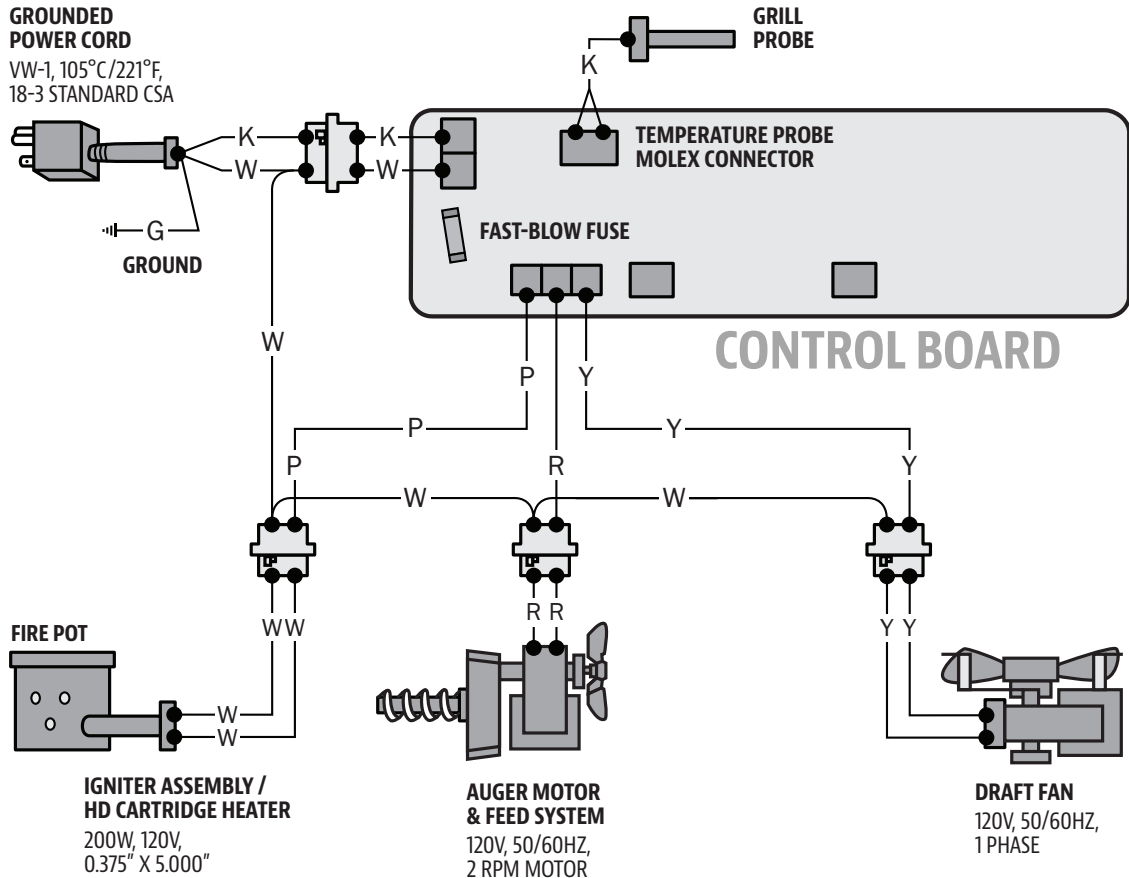 GROUNDED
POWER CORD
VW-1, 105°C/221°F,
18-3 STANDARD CSA
GRILL
PROBE
K
K
K
W
W
TEMPERATURE PROBE
MOLEX CONNECTOR
G
GROUND
FAST-BLOW FUSE
CONTROL BOARD
W
P
Y
P
Y
P
R
Y
W
W
R R
W W
Y Y
FIRE POT
W
W
IGNITER ASSEMBLY /
HD CARTRIDGE HEATER
200W, 120V,
0.375" X 5.000"
AUGER MOTOR
& FEED SYSTEM
120V, 50/60HZ,
2 RPM MOTOR
DRAFT FAN
120V, 50/60HZ,
1 PHASE